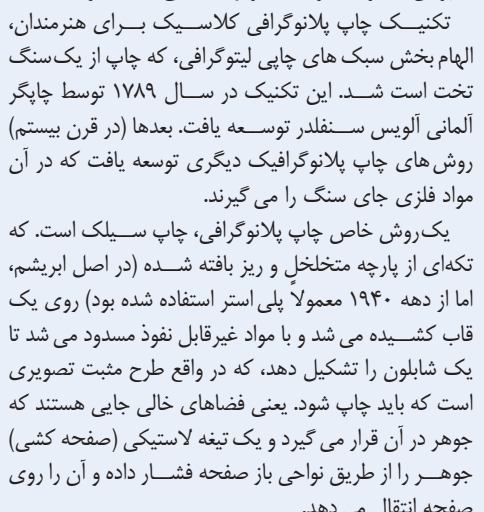 تکنیک چاپ پلانوگرافی کلاسیک برای هنرمندان،
الهام بخش سبک های چاپی لیتوگرافی، که چاپ از یک‌سنگ
تخت است شد. این تکنیک در سال ۱۷۸۹ توسط چاپگر
آلمانی آلویس سنفلدر توسعه یافت. بعدها (در قرن بیستم)
روش های چاپ پلانوگرافیک دیگری توسعه یافت که در آن
مواد فلزی جای سنگ را می گیرند.
یک‌روش خاص چاپ پلانوگرافی، چاپ سیلک است. که
تکه‌ای از پارچه متخلخل و ریز بافته شده (در اصل ابریشم،
اما از دهه ۱۹۴۰ معمولاً پلی استر استفاده شده بود) روی یک
قاب کشیده می شد و با مواد غیرقابل نفوذ مسدود می شد تا
یک شابلون را تشکیل دهد، که در واقع طرح مثبت تصویری
است که باید چاپ شود. یعنی فضاهای خالی جایی هستند که
جوهر در آن قرار می گیرد و یک تیغه لاستیکی (صفحه کشی)
جوهر را از طریق نواحی باز صفحه فشار داده و آن را روی
صفحه انتقال می دهد.